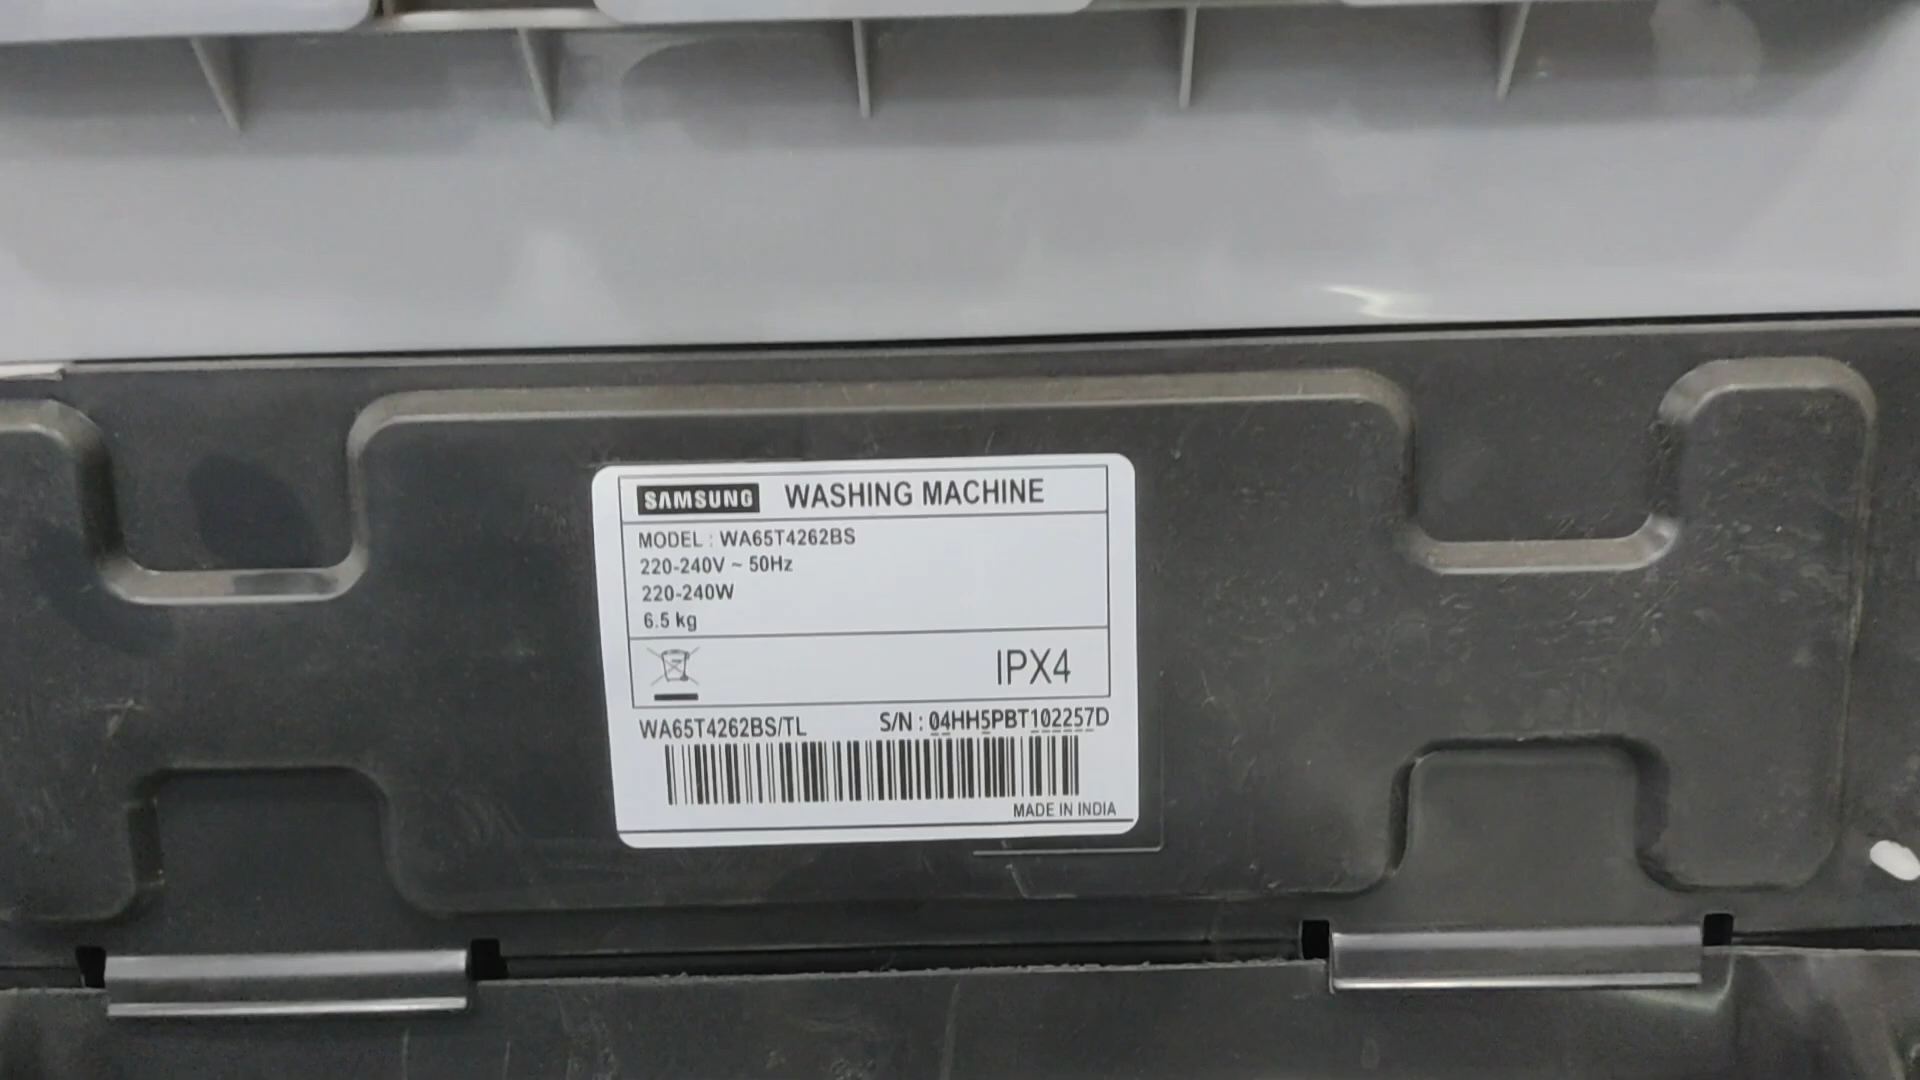 SAMSUNG WASHING MACHINE
MODEL : WA65T4262BS
220-240V ~ 50Hz
220-240W
6.5 kg
IPX4
WA65T4262BS/TL S/N : 04HH5PBT102257D
MADE IN INDIA